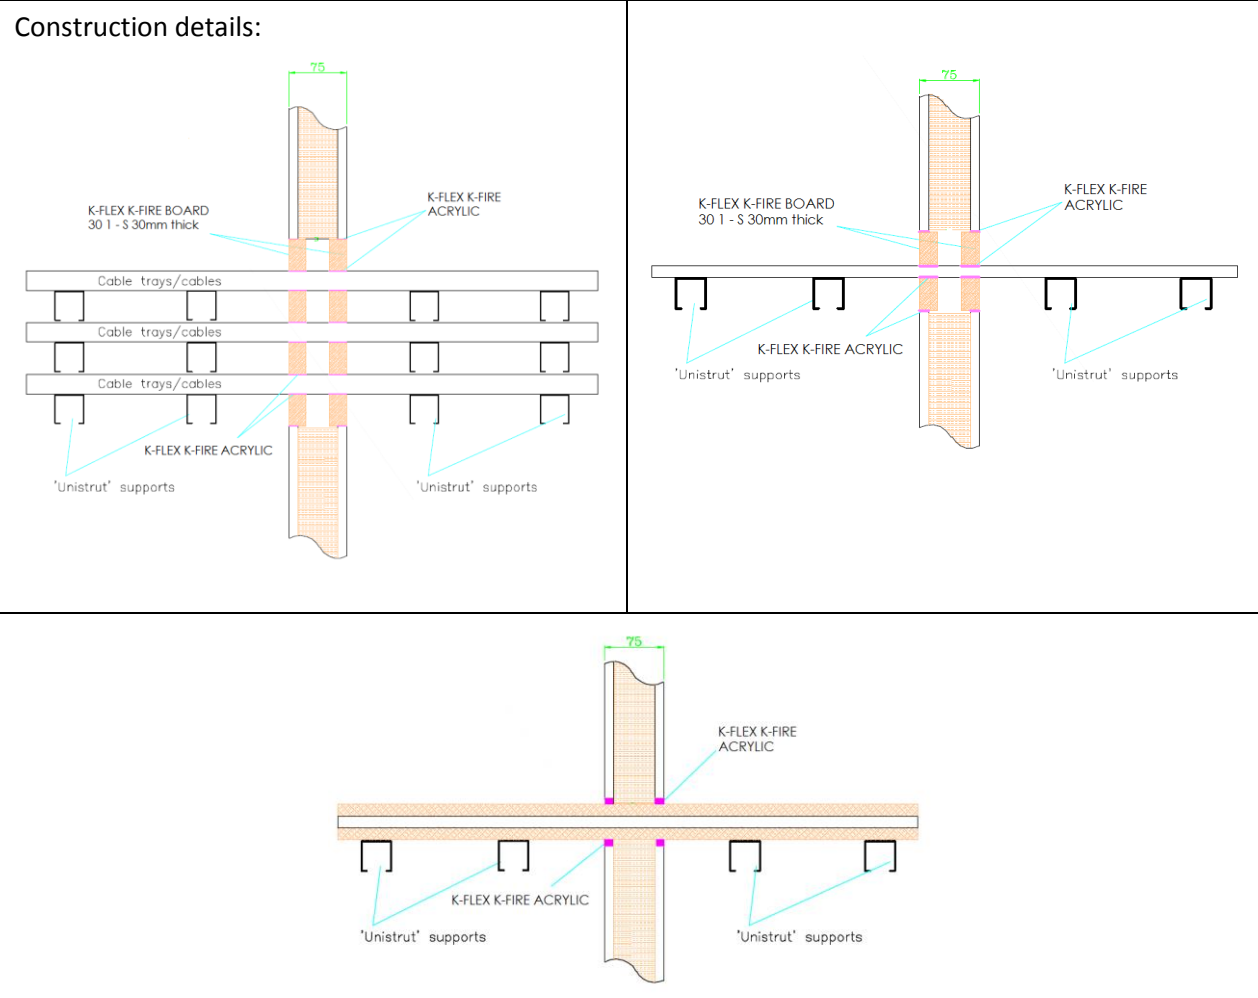 Construction details:
75
K-FLEX K-FIRE BOARD
30 1 - S 30mm thick
K-FLEX K-FIRE
ACRYLIC
Cable trays/cables
Cable trays/cables
Cable trays/cables
K-FLEX K-FIRE ACRYLIC
'Unistrut' supports
'Unistrut' supports
75
K-FLEX K-FIRE BOARD
30 1 - S 30mm thick
K-FLEX K-FIRE
ACRYLIC
K-FLEX K-FIRE ACRYLIC
'Unistrut' supports
'Unistrut' supports
75
K-FLEX K-FIRE
ACRYLIC
K-FLEX K-FIRE ACRYLIC
'Unistrut' supports
'Unistrut' supports